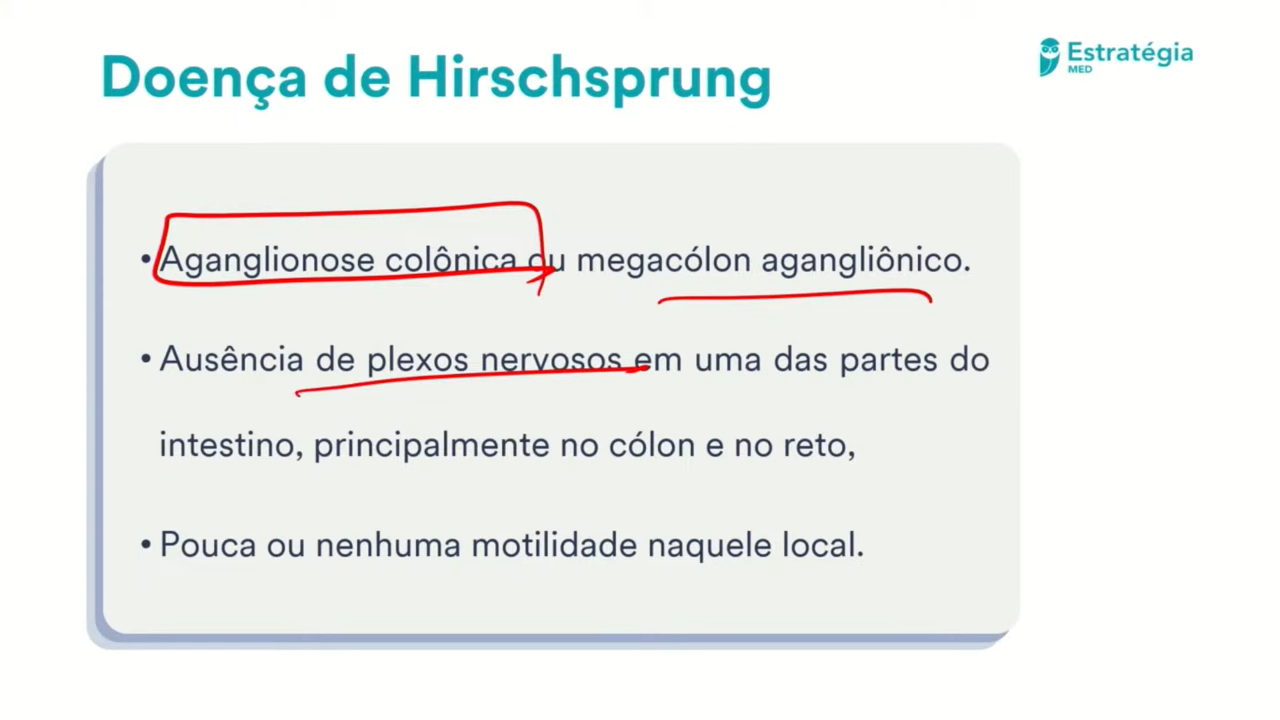 Doença de Hirschsprung
Estratégia
MED
• Aganglionose colônica ou megacólon agangliônico.
• Ausência de plexos nervosos em uma das partes do
intestino, principalmente no cólon e no reto,
• Pouca ou nenhuma motilidade naquele local.